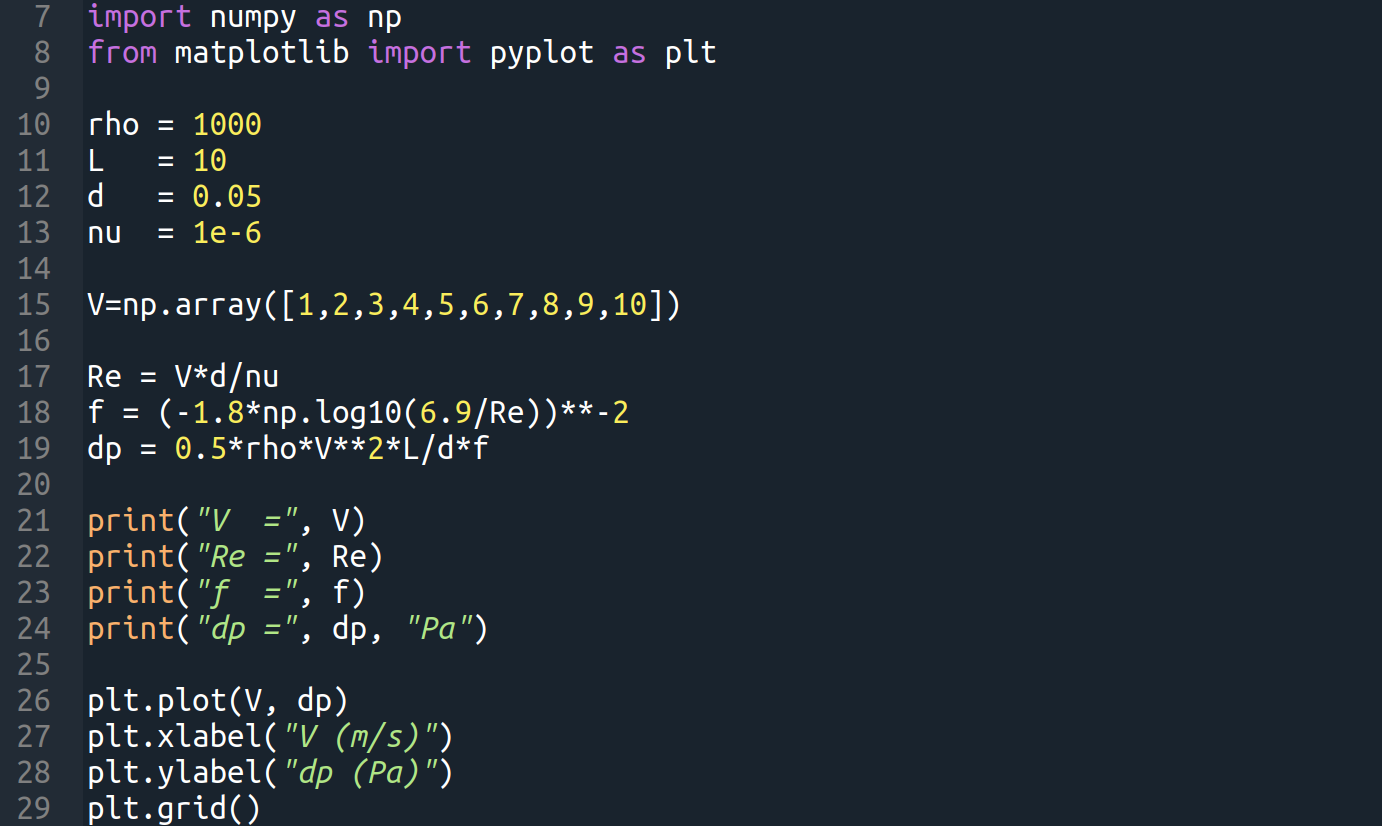 7 import numpy as np
8 from matplotlib import pyplot as plt
9
10 rho = 1000
11 L   = 10
12 d   = 0.05
13 nu  = 1e-6
14
15 V=np.array([1,2,3,4,5,6,7,8,9,10])
16
17 Re = V*d/nu
18 f = (-1.8*np.log10(6.9/Re))**-2
19 dp = 0.5*rho*V**2*L/d*f
20
21 print("V  =", V)
22 print("Re =", Re)
23 print("f  =", f)
24 print("dp =", dp, "Pa")
25
26 plt.plot(V, dp)
27 plt.xlabel("V (m/s)")
28 plt.ylabel("dp (Pa)")
29 plt.grid()